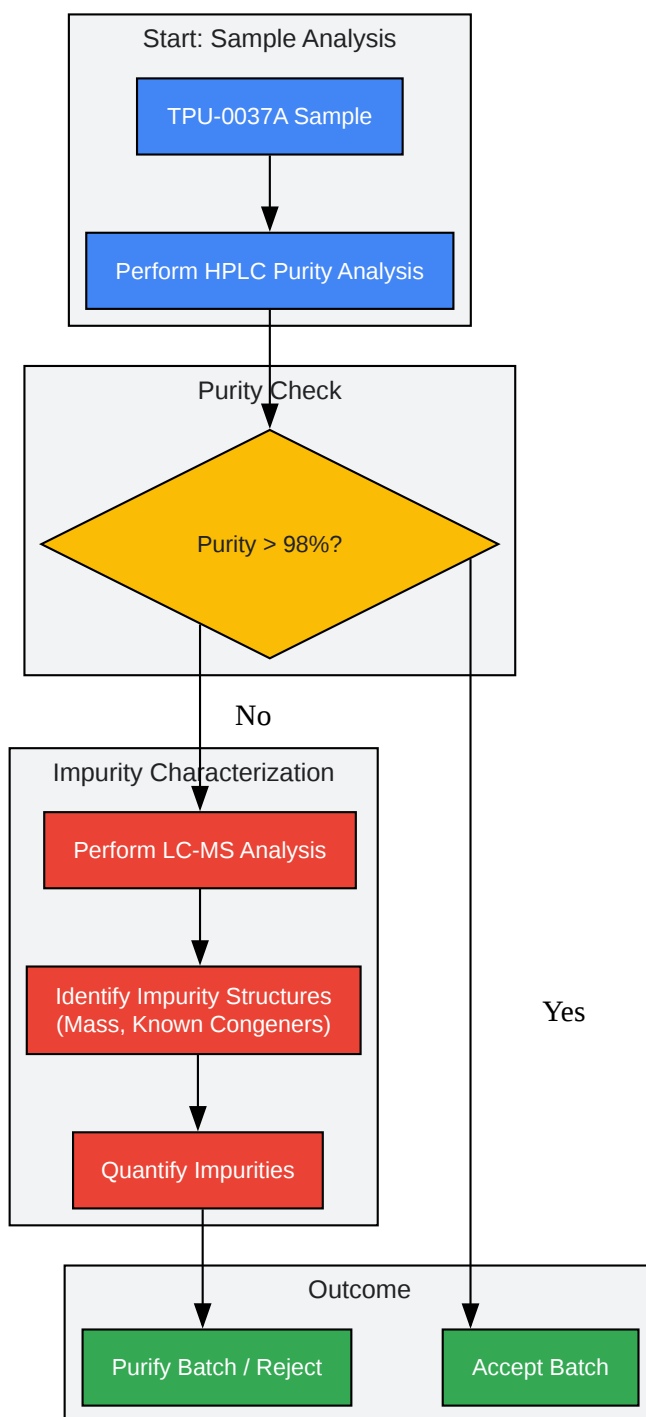 Start: Sample Analysis
TPU-0037A Sample
Perform HPLC Purity Analysis
Purity Check
Purity > 98%?
No
Impurity Characterization
Perform LC-MS Analysis
Identify Impurity Structures
(Mass, Known Congeners)
Yes
Quantify Impurities
Outcome
Purify Batch / Reject
Accept Batch